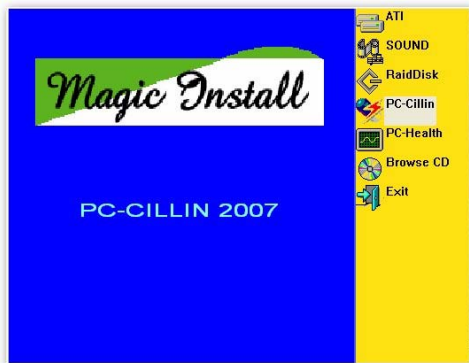 Magic Install
PC-CILLIN 2007
ATI
SOUND
RaidDisk
PC-Cillin
PC-Health
Browse CD
Exit